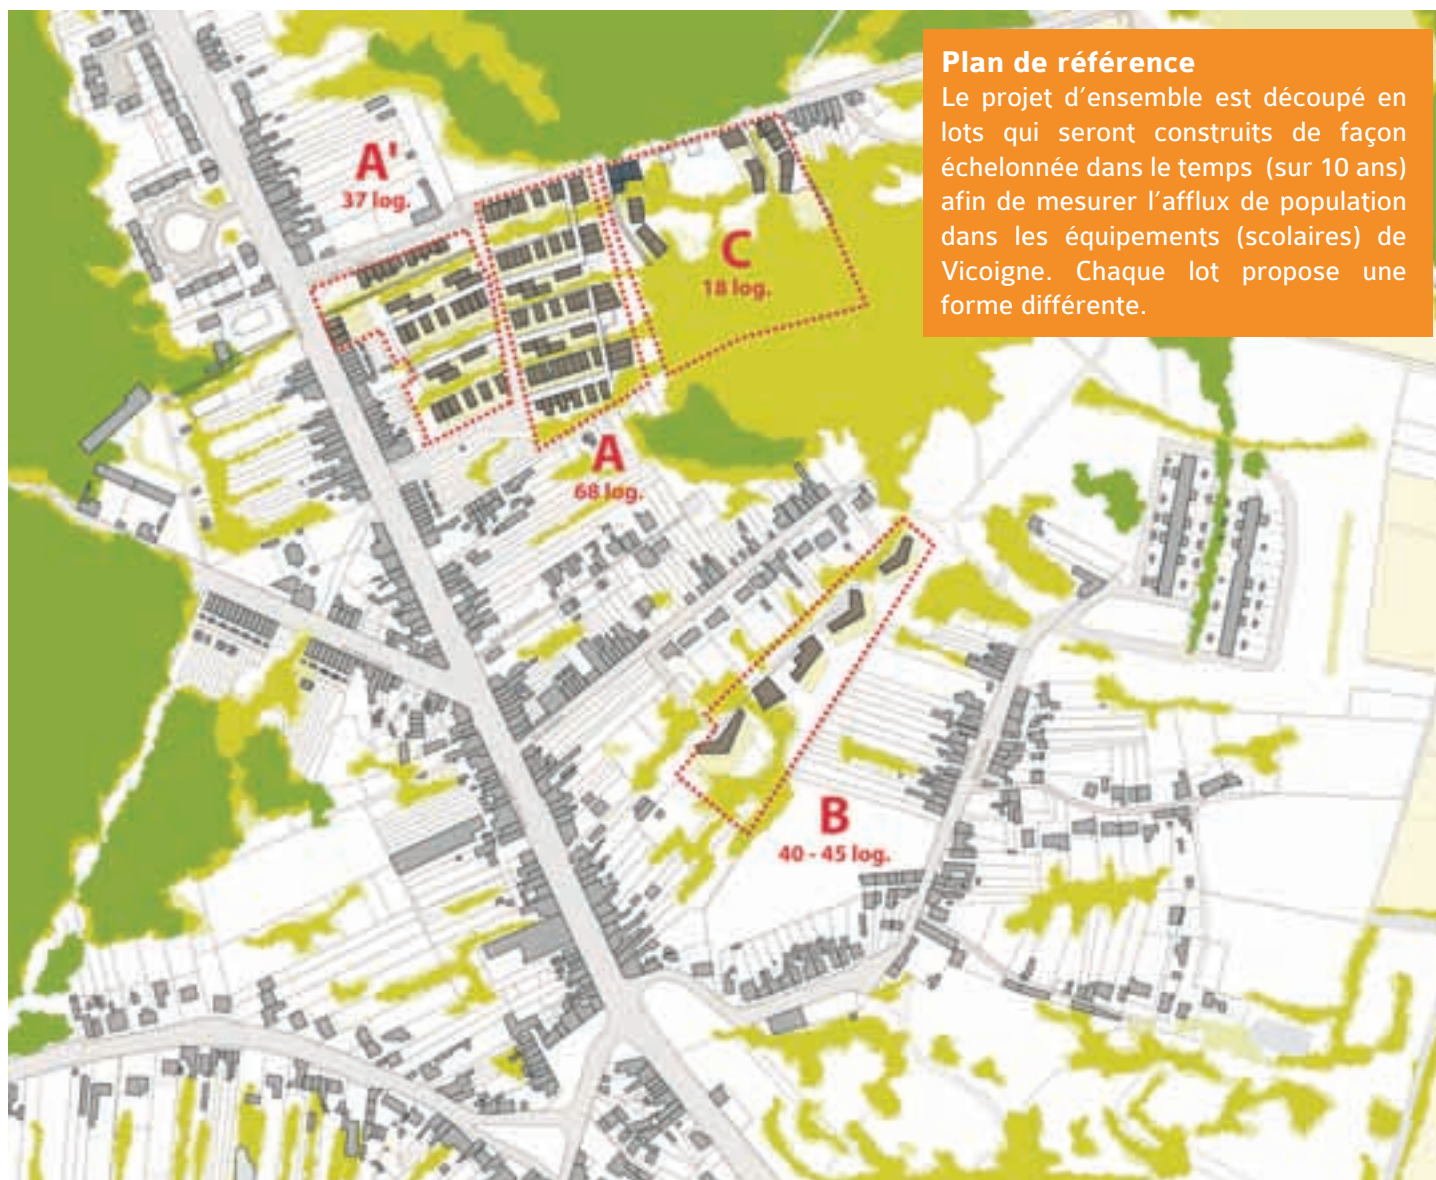 Plan de référence
Le projet d'ensemble est découpé en
lots qui seront construits de façon
échelonnée dans le temps (sur 10 ans)
afin de mesurer l'afflux de population
dans les équipements (scolaires) de
Vicoigne. Chaque lot propose une
forme différente.
A'
37 log.
C
18 log.
A
68 log.
B
40 - 45 log.